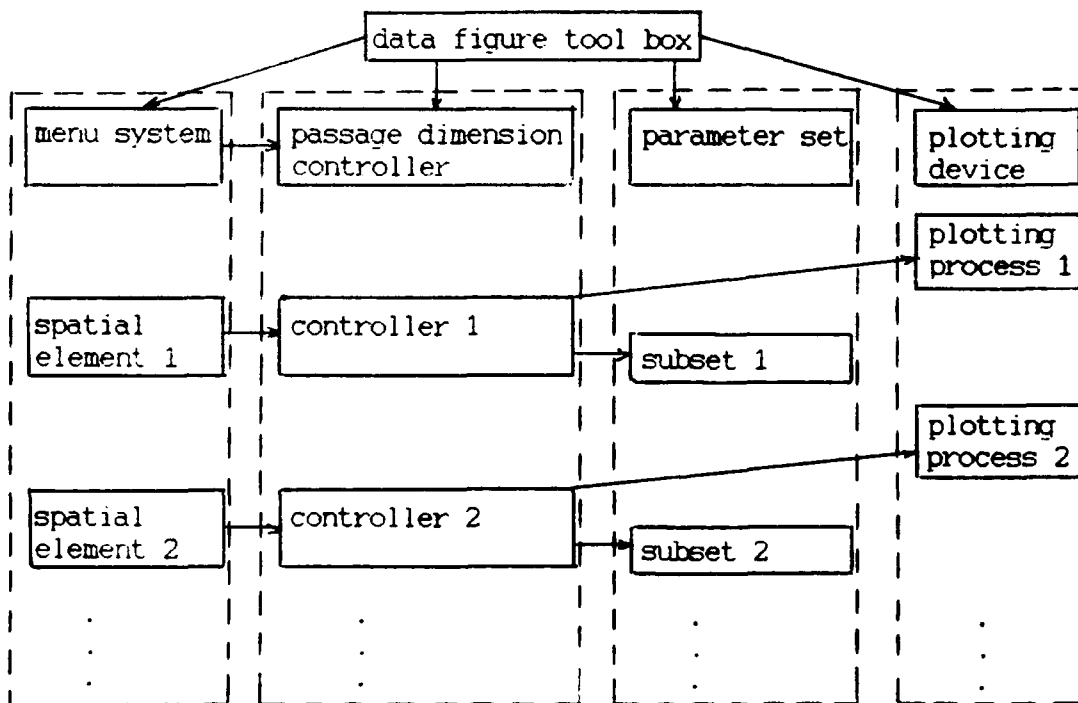 data figure tool box
menu system
passage dimension
controller
parameter set
plotting
device
plotting
process 1
spatial
element 1
controller 1
subset 1
plotting
process 2
spatial
element 2
controller 2
subset 2